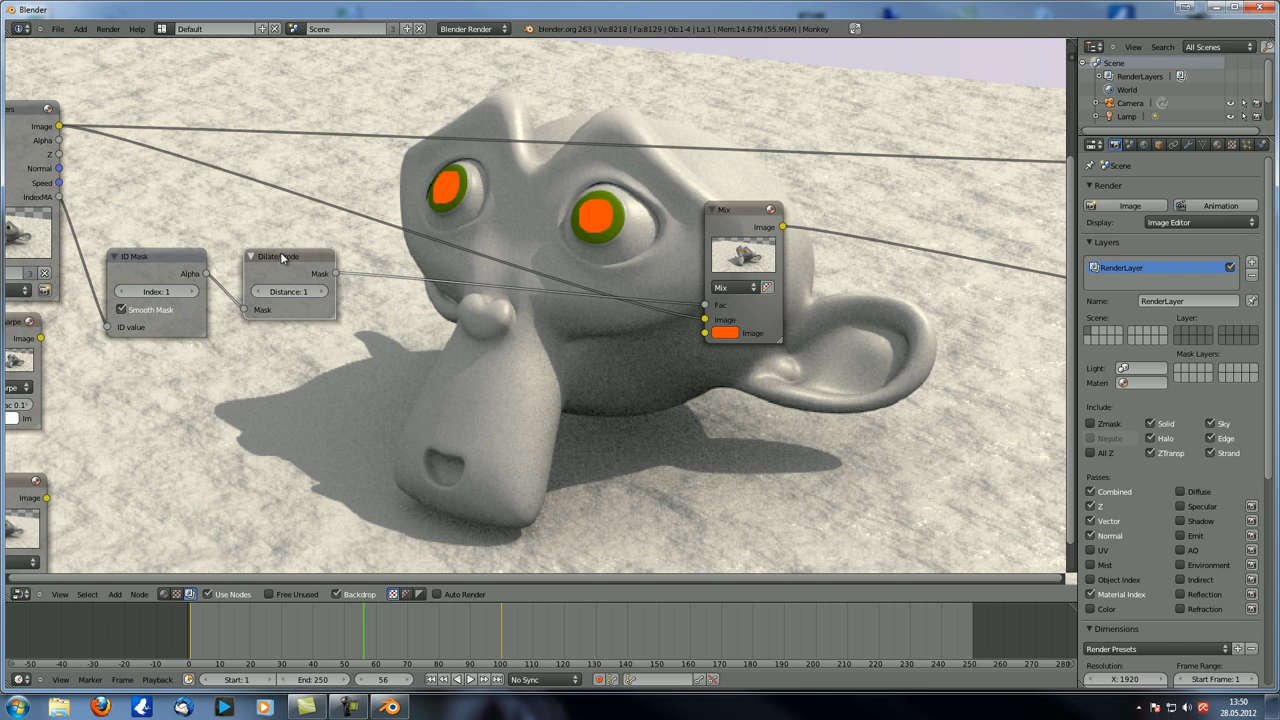 Blender
File Add Render Help Default Scene 3 Blender Render blender.org 263 | Ve:8218 | Fa:8129 | Ob:1-4 | La:1 | Mem:14.67M (55.96M) | Monkey
View Search All Scenes
Scene
RenderLayers
World
Camera
Lamp
Scene
Render
Image Animation
Display: Image Editor
Layers
RenderLayer
Name: RenderLayer
Scene: Layer:
Mask Layers:
Light:
Materi
Include:
Zmask Solid Sky
Negate Halo Edge
All Z ZTransp Strand
Passes:
Combined Diffuse
Z Specular
Vector Shadow
Normal Emit
UV AO
Mist Environment
Object Index Indirect
Material Index Reflection
Color Refraction
Dimensions
Render Presets
Resolution: Frame Range:
X: 1920 Start Frame: 1
Image
Alpha
Z
Normal
Speed
IndexMA
3
Image
Im
Image
ID Mask
Alpha
Index: 1
Smooth Mask
ID value
Mask
Distance: 1
Mask
Mix
Image
Mix
Fac
Image
Image
View Select Add Node Use Nodes Free Unused Backdrop Auto Render
-50 -40 -30 -20 -10 0 10 20 30 40 50 60 70 80 90 100 110 120 130 140 150 160 170 180 190 200 210 220 230 240 250 260 270 280
View Marker Frame Playback Start: 1 End: 250 56 No Sync
13:50
28.05.2012